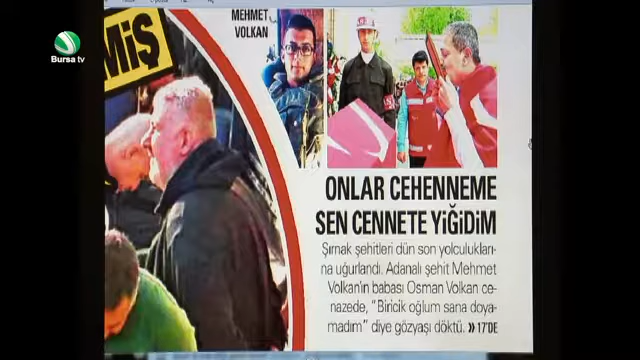 MEHMET
VOLKAN
Bursa tv
MİŞ
ONLAR CEHENNEME
SEN CENNETE YİĞİDİM
Şırnak şehitleri dün son yolculukları-
na uğurlandı. Adanalı şehit Mehmet
Volkan'ın babası Osman Volkan ce-
nazede, "Biricik oğlum sana doya-
madım" diye gözyaşı döktü. » 17'DE